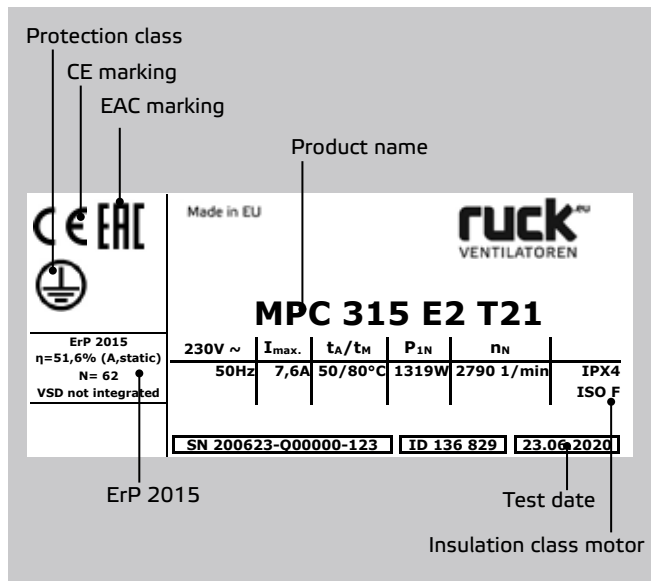 Protection class
CE marking
EAC marking
Product name
CE EAC
Made in EU
ruck.eu
VENTILATOREN
MPC 315 E2 T21
ErP 2015
η=51,6% (A,static)
N= 62
VSD not integrated
230V ~ Imax. tA/tM P1N nN
50Hz 7,6A 50/80°C 1319W 2790 1/min IPX4
ISO F
SN 200623-Q00000-123 ID 136 829 23.06.2020
ErP 2015
Test date
Insulation class motor